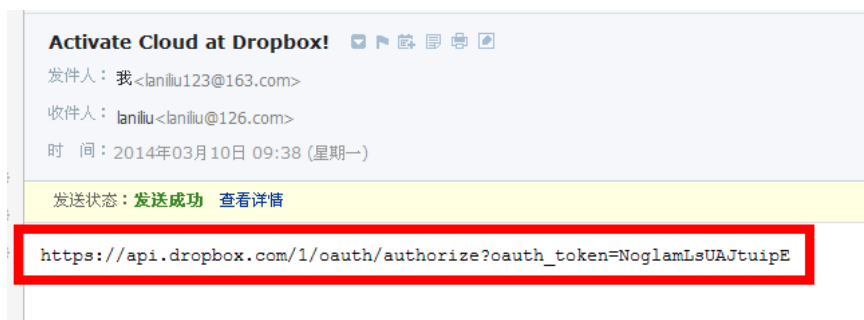 Activate Cloud at Dropbox!
发件人：我<laniliu123@163.com>
收件人：laniliu<laniliu@126.com>
时 间：2014年03月10日 09:38 (星期一)
发送状态：发送成功 查看详情
https://api.dropbox.com/1/oauth/authorize?oauth_token=NoglamLsUAJtuipE